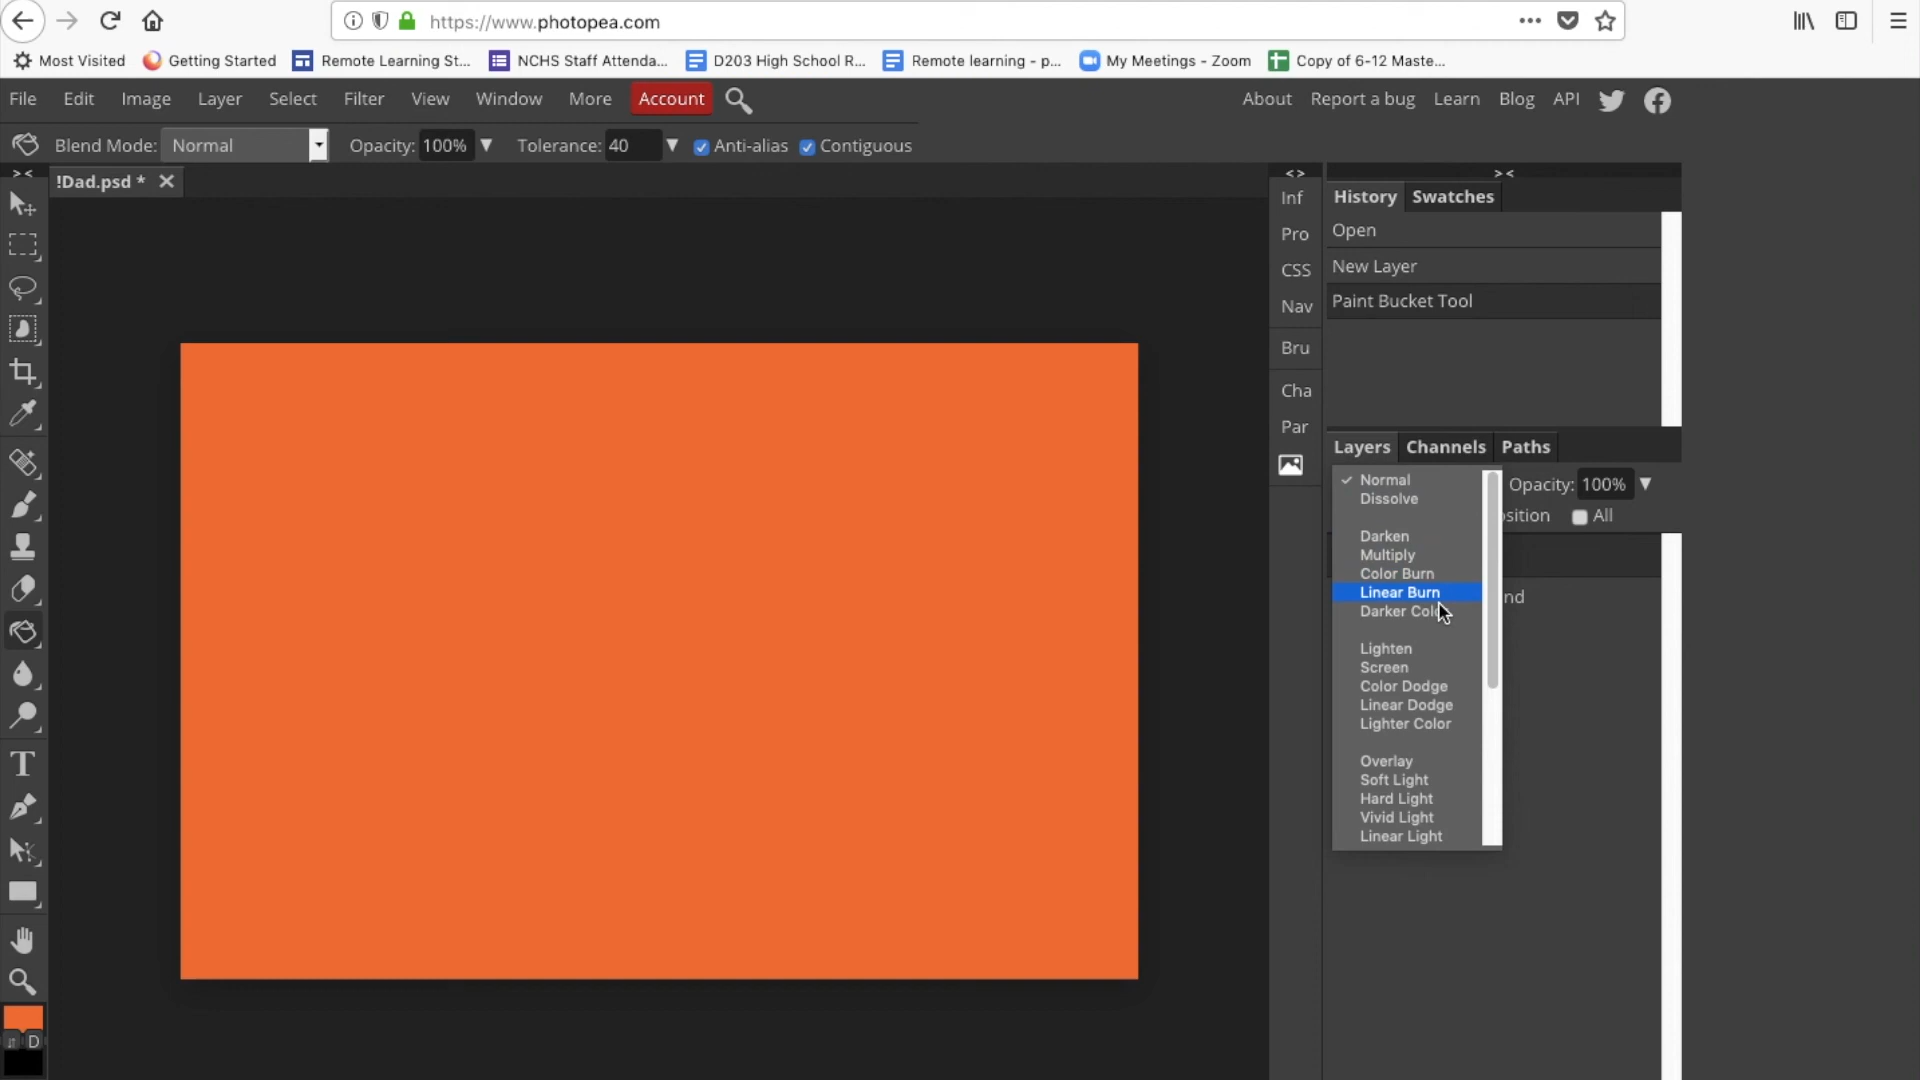 https://www.photopea.com
Most Visited Getting Started Remote Learning St... NCHS Staff Attenda... D203 High School R... Remote learning - p... My Meetings - Zoom Copy of 6-12 Maste...
File Edit Image Layer Select Filter View Window More Account About Report a bug Learn Blog API
Blend Mode: Normal Opacity: 100% Tolerance: 40 Anti-alias Contiguous
!Dad.psd *
> <
< >
> <
Inf
Pro
CSS
Nav
Bru
Cha
Par
History Swatches
Open
New Layer
Paint Bucket Tool
Layers Channels Paths
Opacity: 100%
sition All
nd
Normal
Dissolve
Darken
Multiply
Color Burn
Linear Burn
Darker Col
Lighten
Screen
Color Dodge
Linear Dodge
Lighter Color
Overlay
Soft Light
Hard Light
Vivid Light
Linear Light
D